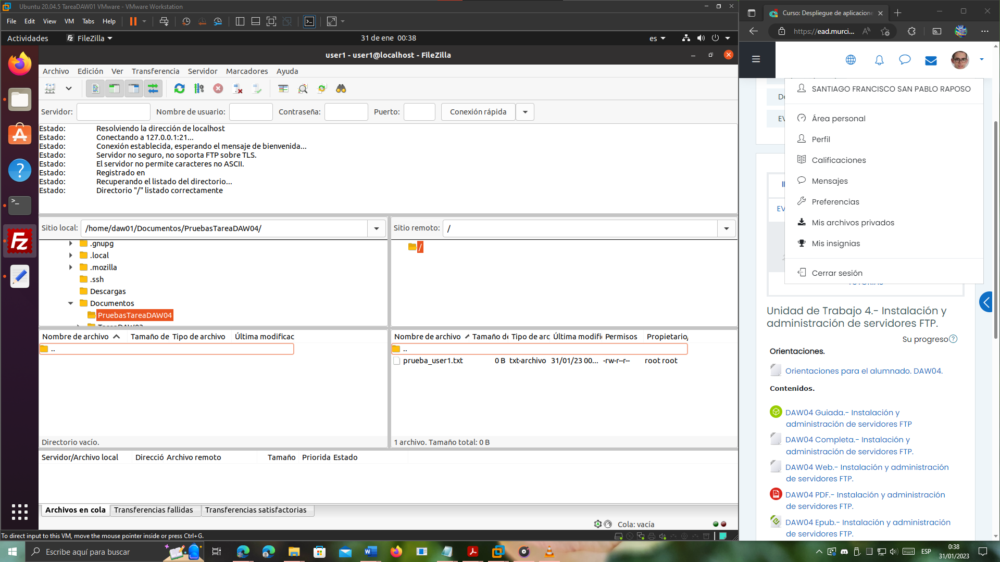 Ubuntu 20.04.5 TareaDAW01 VMware - VMware Workstation
File Edit View VM Tabs Help
Actividades FileZilla 31 de ene 00:38 es
user1 - user1@localhost - FileZilla
Archivo Edición Ver Transferencia Servidor Marcadores Ayuda
Servidor: Nombre de usuario: Contraseña: Puerto: Conexión rápida
Estado: Resolviendo la dirección de localhost
Estado: Conectando a 127.0.0.1:21...
Estado: Conexión establecida, esperando el mensaje de bienvenida...
Estado: Servidor no seguro, no soporta FTP sobre TLS.
Estado: El servidor no permite caracteres no ASCII.
Estado: Registrado en
Estado: Recuperando el listado del directorio...
Estado: Directorio "/" listado correctamente
Sitio local: /home/daw01/Documentos/PruebasTareaDAW04/
.gnupg
.local
.mozilla
.ssh
Descargas
Documentos
PruebasTareaDAW04
Sitio remoto: /
/
Nombre de archivo Tamaño de Tipo de archivo Última modificac
..
Directorio vacío.
Nombre de archivo Tamaño de Tipo de arc Última modifi Permisos Propietario/
..
prueba_user1.txt 0 B txt-archivo 31/01/23 00... -rw-r--r-- root root
1 archivo. Tamaño total: 0 B
Servidor/Archivo local Direcció Archivo remoto Tamaño Priorida Estado
Archivos en cola Transferencias fallidas Transferencias satisfactorias
Cola: vacía
To direct input to this VM, move the mouse pointer inside or press Ctrl+G.
Curso: Despliegue de aplicacione
https://ead.murci...
SANTIAGO FRANCISCO SAN PABLO RAPOSO
Área personal
Perfil
Calificaciones
Mensajes
Preferencias
Mis archivos privados
Mis insignias
Cerrar sesión
EV
Unidad de Trabajo 4.- Instalación y
administración de servidores FTP.
Su progreso
Orientaciones.
Orientaciones para el alumnado. DAW04.
Contenidos.
DAW04 Guiada.- Instalación y
administración de servidores FTP
DAW04 Completa.- Instalación y
administración de servidores FTP.
DAW04 Web.- Instalación y administración
de servidores FTP.
DAW04 PDF.- Instalación y administración
de servidores FTP.
DAW04 Epub.- Instalación y administración
de servidores FTP.
Escribe aquí para buscar
ESP
0:38
31/01/2023